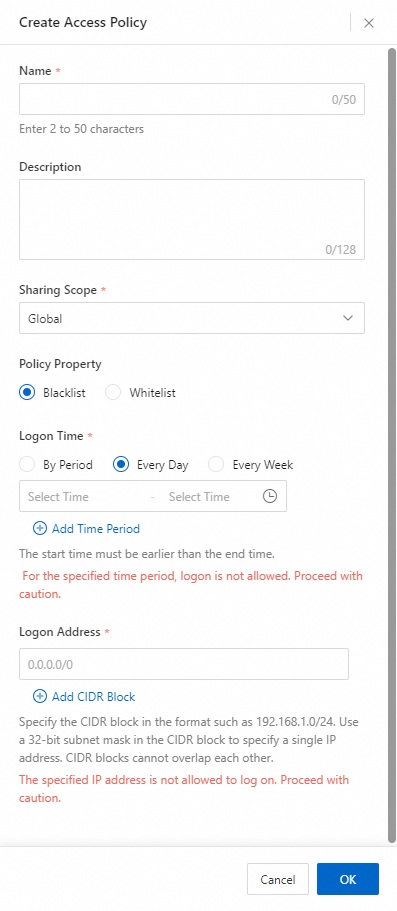 Create Access Policy
Name *
0/50
Enter 2 to 50 characters
Description
0/128
Sharing Scope *
Global
Policy Property
Blacklist Whitelist
Logon Time *
By Period Every Day Every Week
Select Time - Select Time
Add Time Period
The start time must be earlier than the end time.
For the specified time period, logon is not allowed. Proceed with
caution.
Logon Address *
0.0.0.0/0
Add CIDR Block
Specify the CIDR block in the format such as 192.168.1.0/24. Use
a 32-bit subnet mask in the CIDR block to specify a single IP
address. CIDR blocks cannot overlap each other.
The specified IP address is not allowed to log on. Proceed with
caution.
Cancel OK